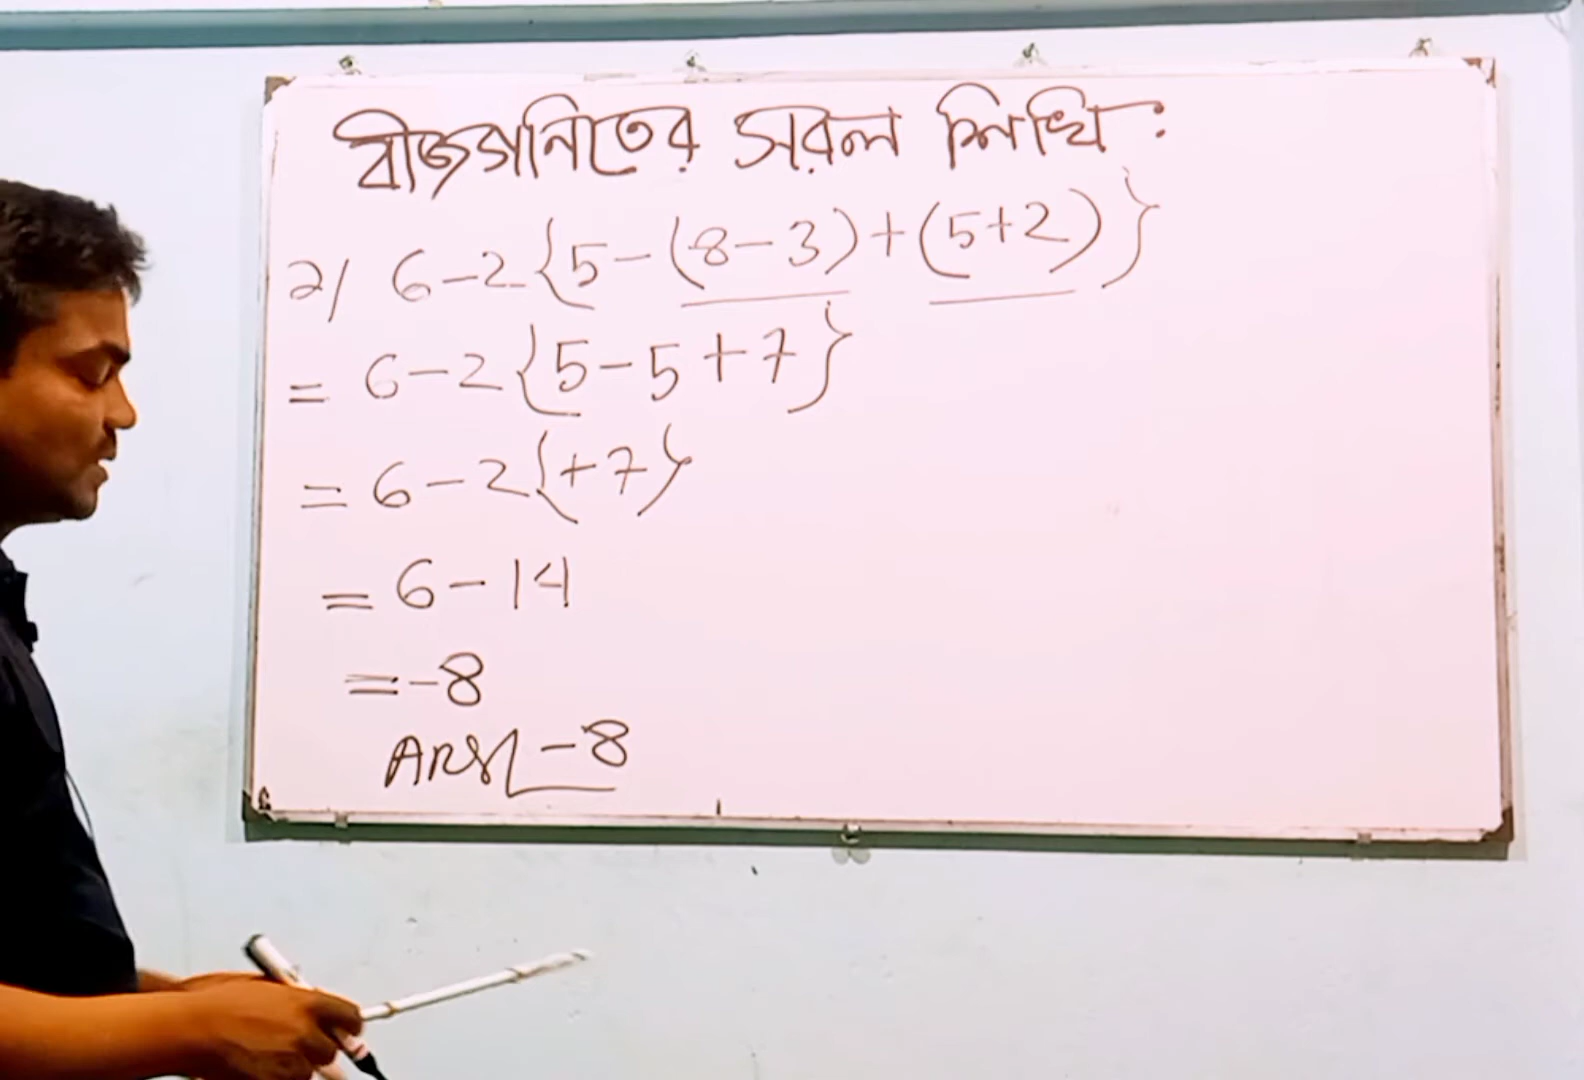 বীজগনিতের সরল শিখি :
২/ 6-2{5-(8-3)+(5+2)}
= 6-2{5-5+7}
= 6-2{+7}
= 6-14
= -8
Ans/ -8